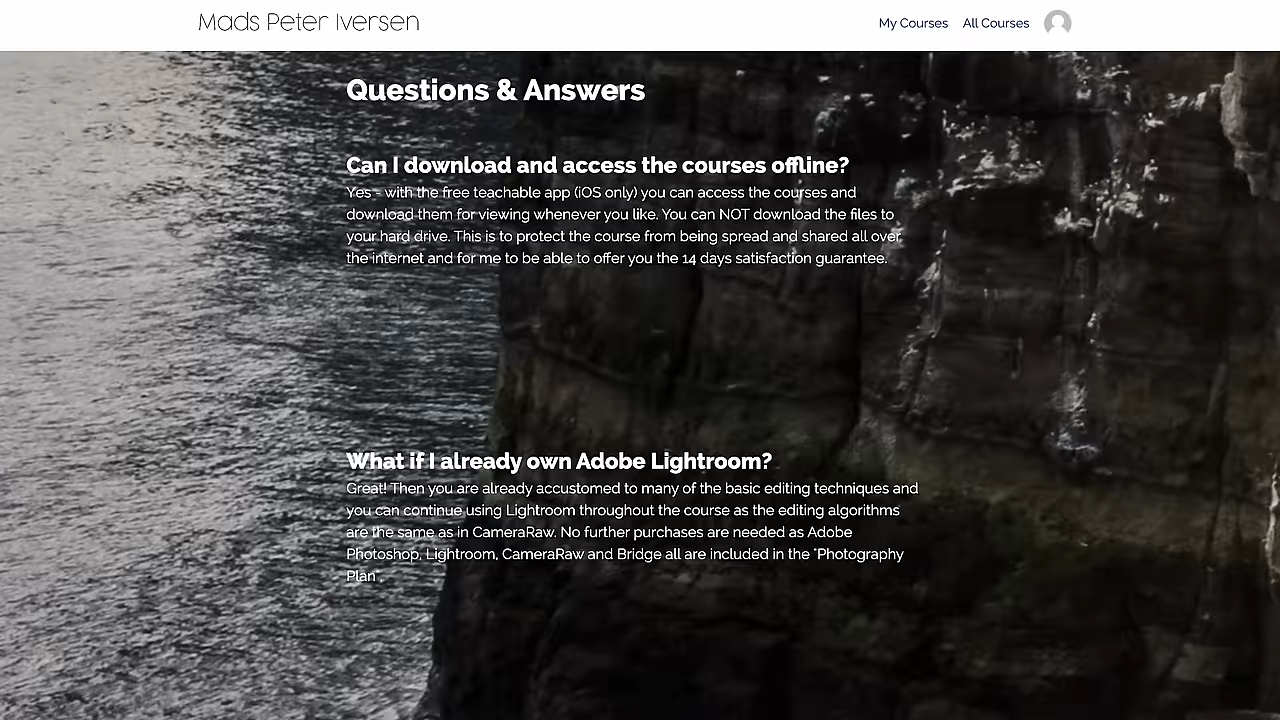 Mads Peter Iversen
My Courses All Courses
Questions & Answers
Can I download and access the courses offline?
Yes - with the free teachable app (iOS only) you can access the courses and
download them for viewing whenever you like. You can NOT download the files to
your hard drive. This is to protect the course from being spread and shared all over
the internet and for me to be able to offer you the 14 days satisfaction guarantee.
What if I already own Adobe Lightroom?
Great! Then you are already accustomed to many of the basic editing techniques and
you can continue using Lightroom throughout the course as the editing algorithms
are the same as in CameraRaw. No further purchases are needed as Adobe
Photoshop, Lightroom, CameraRaw and Bridge all are included in the "Photography
Plan".